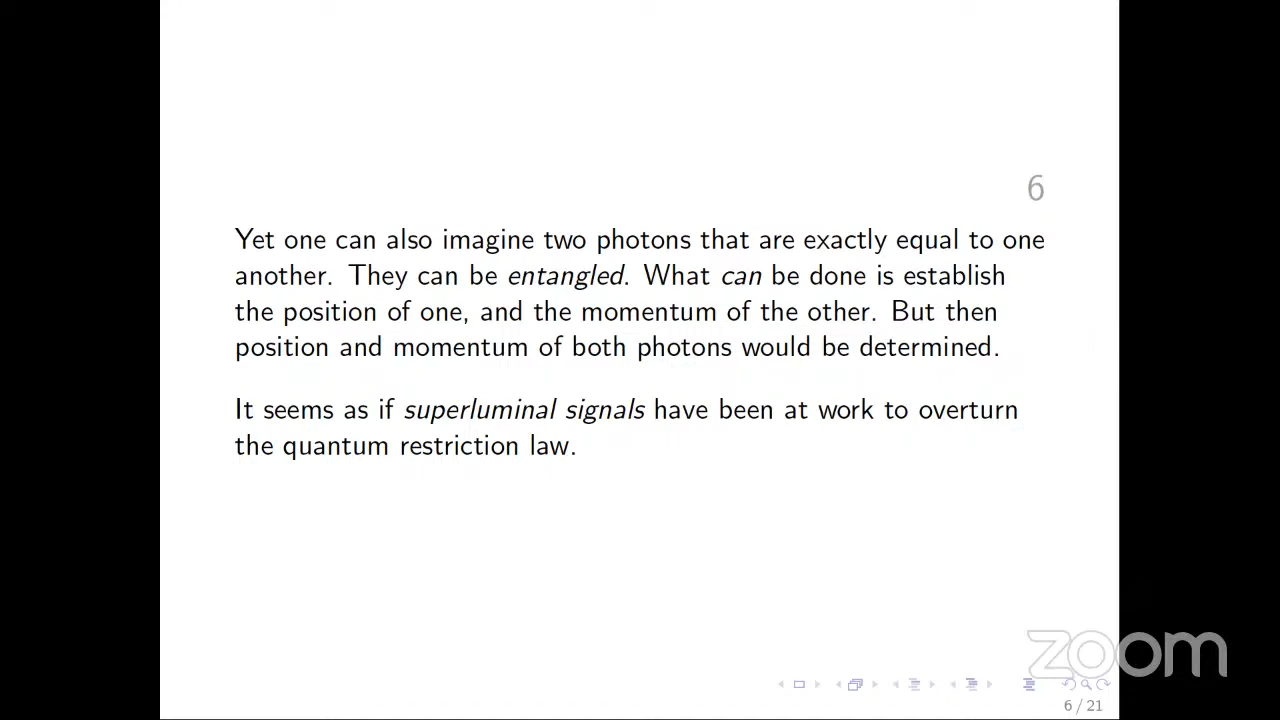 6
Yet one can also imagine two photons that are exactly equal to one
another. They can be entangled. What can be done is establish
the position of one, and the momentum of the other. But then
position and momentum of both photons would be determined.
It seems as if superluminal signals have been at work to overturn
the quantum restriction law.
zoom
6 / 21